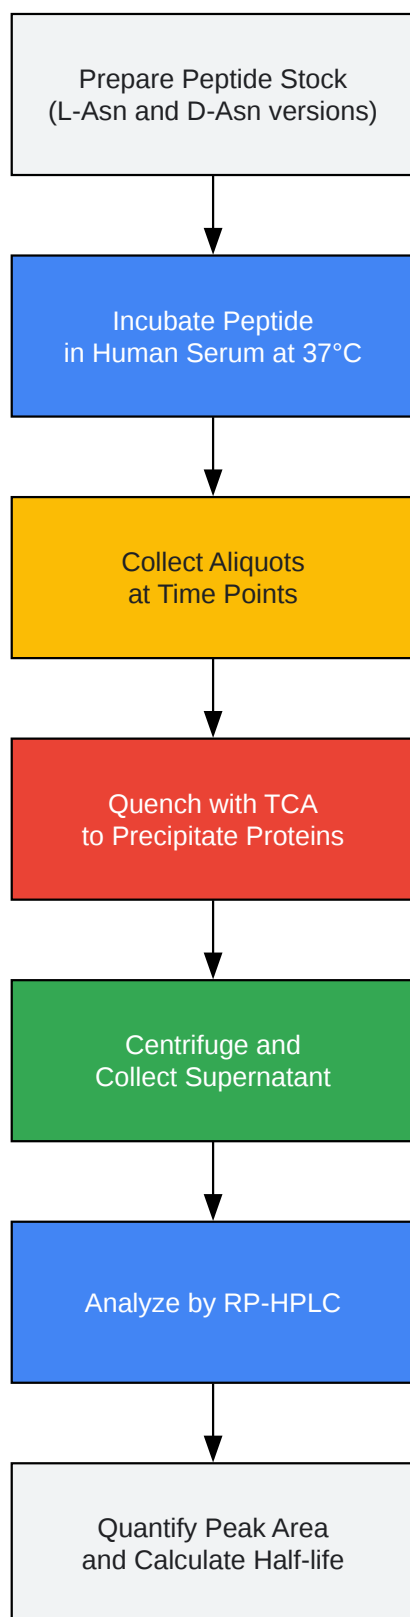 Prepare Peptide Stock
(L-Asn and D-Asn versions)
Incubate Peptide
in Human Serum at 37°C
Collect Aliquots
at Time Points
Quench with TCA
to Precipitate Proteins
Centrifuge and
Collect Supernatant
Analyze by RP-HPLC
Quantify Peak Area
and Calculate Half-life